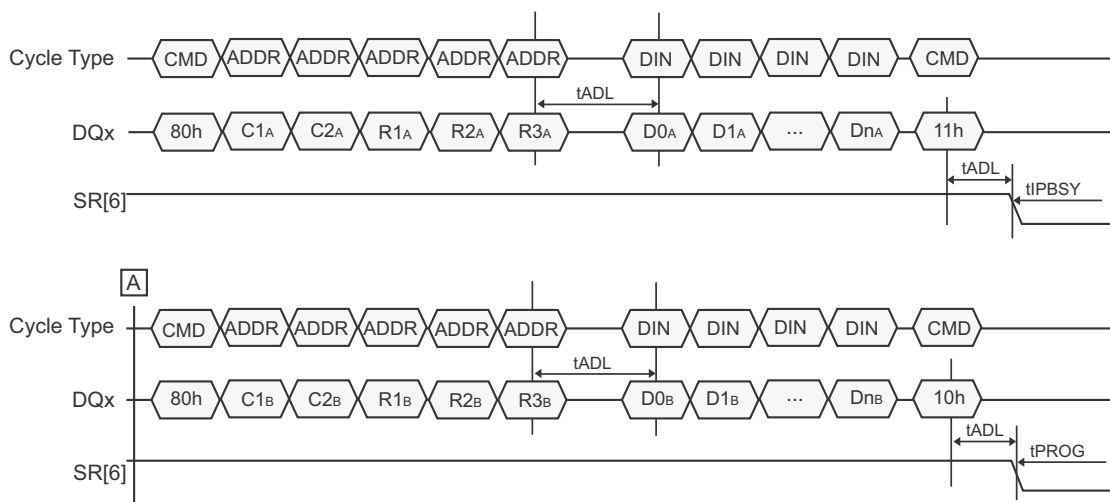 Cycle Type CMD ADDR ADDR ADDR ADDR ADDR DIN DIN DIN DIN CMD
tADL
DQx 80h C1A C2A R1A R2A R3A D0A D1A ... DnA 11h
tADL
SR[6] tIPBSY
A
Cycle Type CMD ADDR ADDR ADDR ADDR ADDR DIN DIN DIN DIN CMD
tADL
DQx 80h C1B C2B R1B R2B R3B D0B D1B ... DnB 10h
tADL
SR[6] tPROG